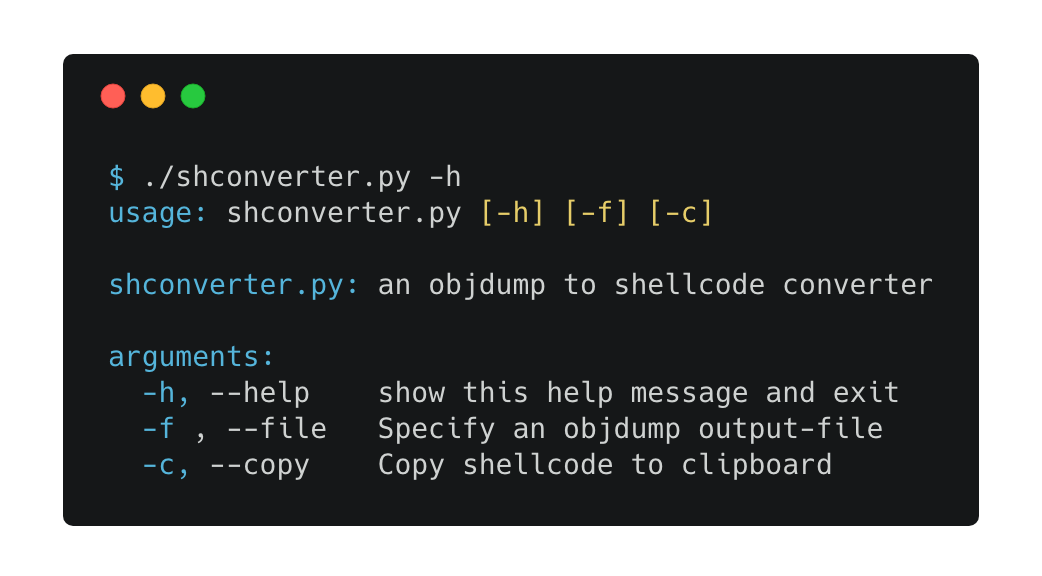 $ ./shconverter.py -h
usage: shconverter.py [-h] [-f] [-c]
shconverter.py: an objdump to shellcode converter
arguments:
-h, --help show this help message and exit
-f , --file Specify an objdump output-file
-c, --copy Copy shellcode to clipboard